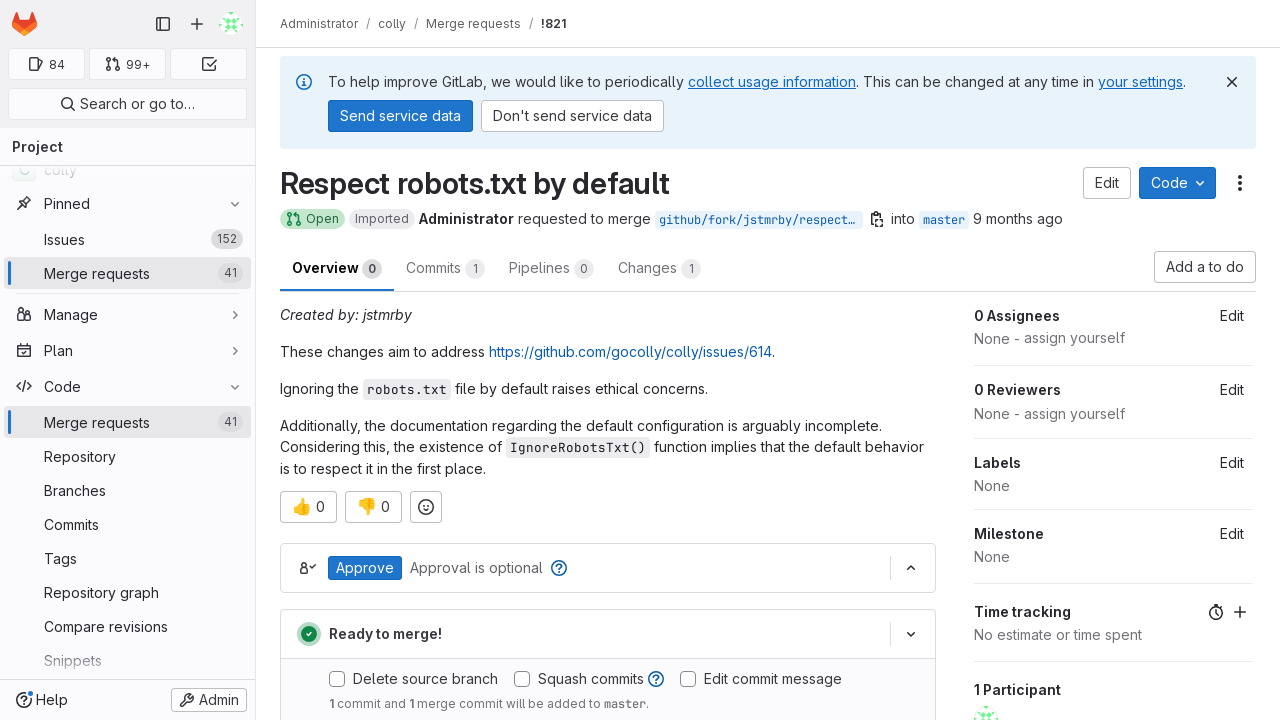 Administrator / colly / Merge requests / !821
84
99+
Search or go to…
Project
colly
Pinned
Issues 152
Merge requests 41
Manage
Plan
Code
Merge requests 41
Repository
Branches
Commits
Tags
Repository graph
Compare revisions
Snippets
Help
Admin
To help improve GitLab, we would like to periodically collect usage information. This can be changed at any time in your settings.
Send service data
Don't send service data
Respect robots.txt by default
Edit
Code
Open Imported Administrator requested to merge github/fork/jstmrby/respect… into master 9 months ago
Overview 0
Commits 1
Pipelines 0
Changes 1
Add a to do
Created by: jstmrby
These changes aim to address https://github.com/gocolly/colly/issues/614.
Ignoring the robots.txt file by default raises ethical concerns.
Additionally, the documentation regarding the default configuration is arguably incomplete.
Considering this, the existence of IgnoreRobotsTxt() function implies that the default behavior
is to respect it in the first place.
👍 0
👎 0
Approve Approval is optional
Ready to merge!
Delete source branch
Squash commits
Edit commit message
1 commit and 1 merge commit will be added to master.
0 Assignees Edit
None - assign yourself
0 Reviewers Edit
None - assign yourself
Labels Edit
None
Milestone Edit
None
Time tracking
No estimate or time spent
1 Participant